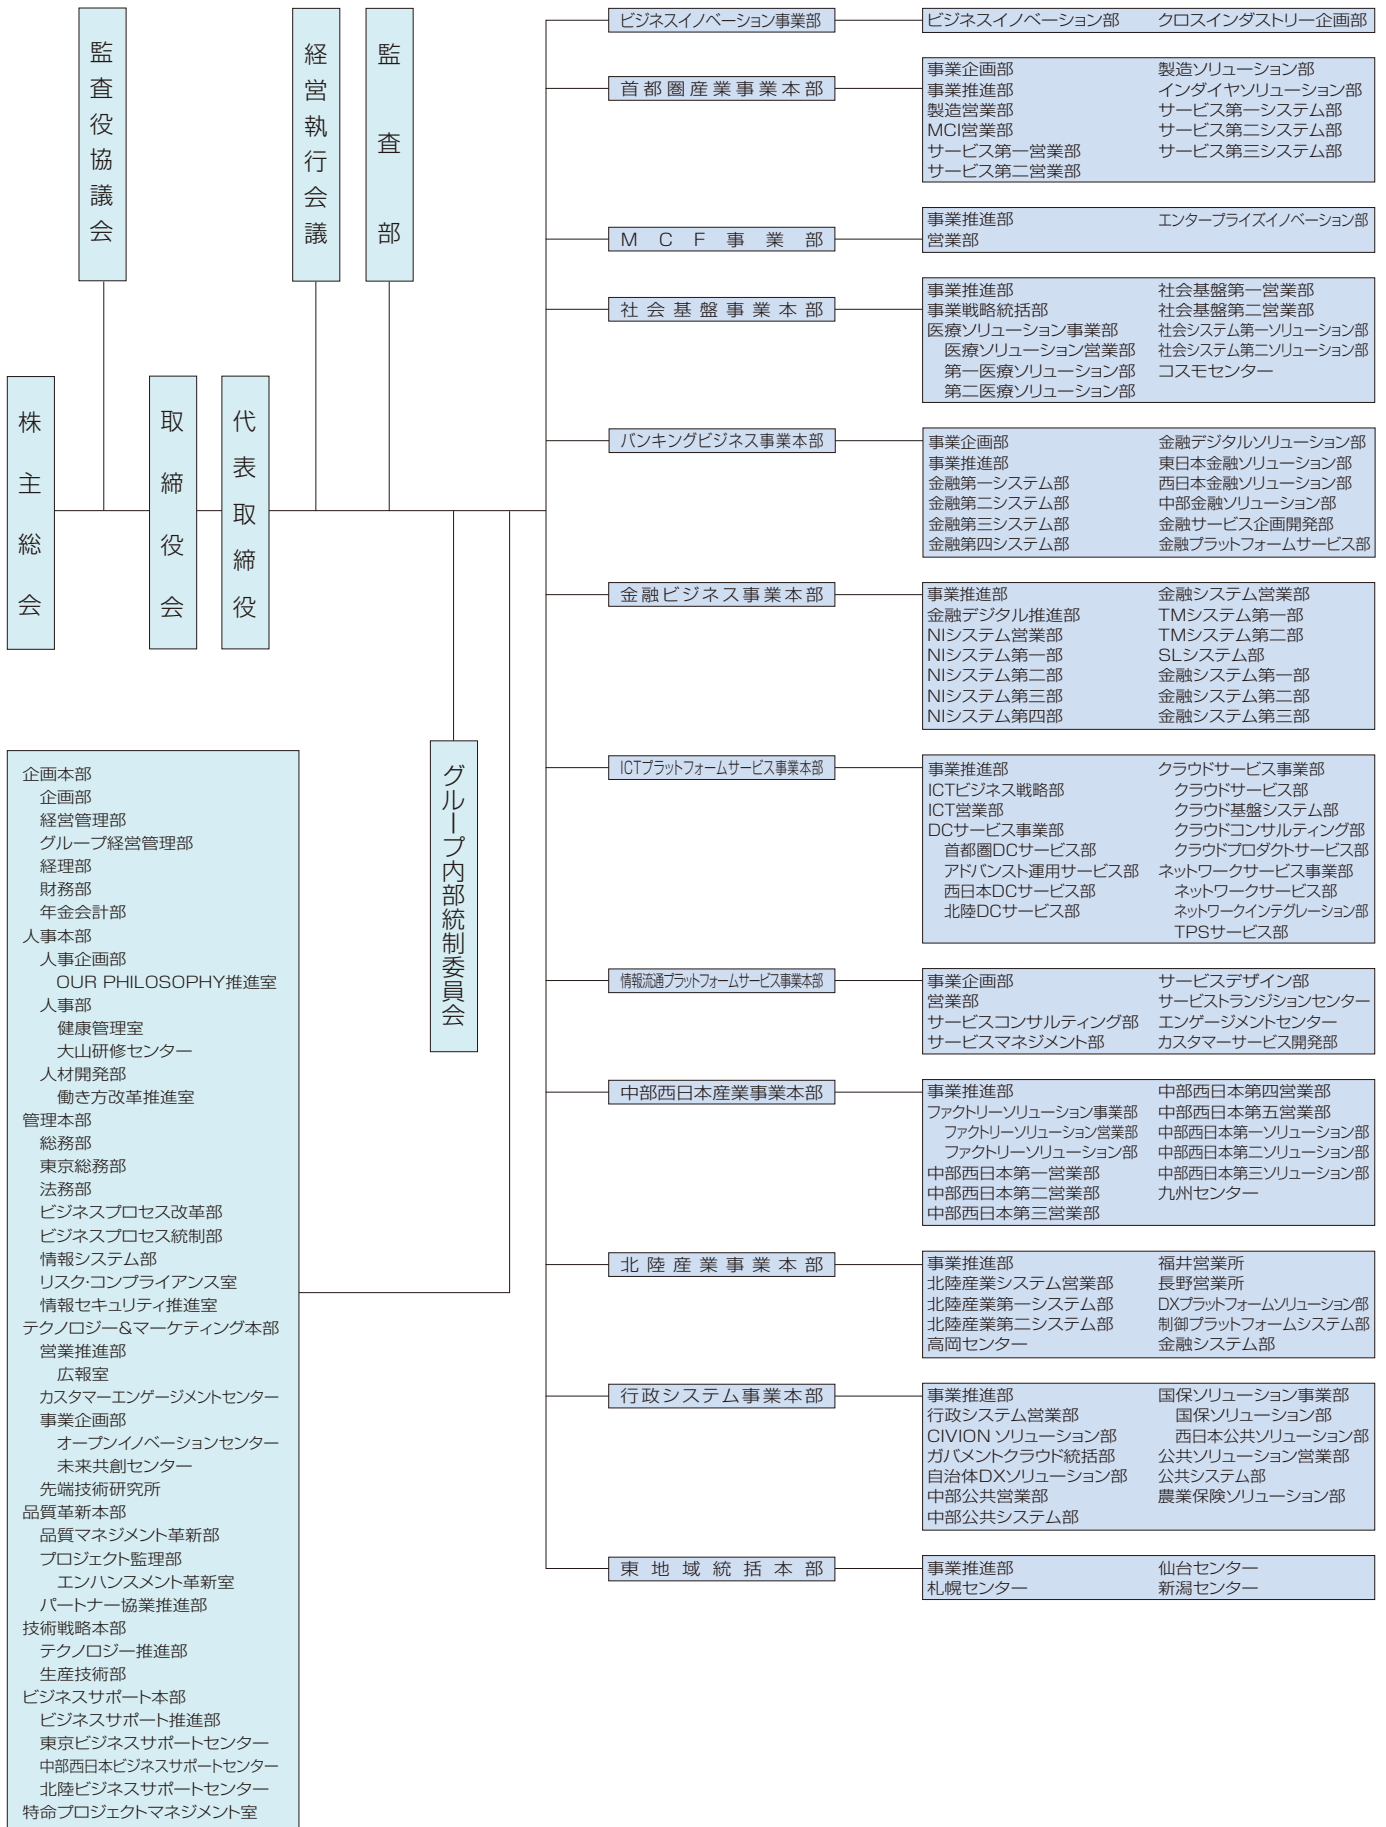 監査役協議会
経営執行会議
監査部
株主総会
取締役会
代表取締役
グループ内部統制委員会
企画本部
企画部
経営管理部
グループ経営管理部
経理部
財務部
年金会計部
人事本部
人事企画部
OUR PHILOSOPHY推進室
人事部
健康管理室
大山研修センター
人材開発部
働き方改革推進室
管理本部
総務部
東京総務部
法務部
ビジネスプロセス改革部
ビジネスプロセス統制部
情報システム部
リスク・コンプライアンス室
情報セキュリティ推進室
テクノロジー&マーケティング本部
営業推進部
広報室
カスタマーエンゲージメントセンター
事業企画部
オープンイノベーションセンター
未来共創センター
先端技術研究所
品質革新本部
品質マネジメント革新部
プロジェクト監理部
エンハンスメント革新室
パートナー協業推進部
技術戦略本部
テクノロジー推進部
生産技術部
ビジネスサポート本部
ビジネスサポート推進部
東京ビジネスサポートセンター
中部西日本ビジネスサポートセンター
北陸ビジネスサポートセンター
特命プロジェクトマネジメント室
ビジネスイノベーション事業部
ビジネスイノベーション部
クロスインダストリー企画部
首都圏産業事業本部
事業企画部
事業推進部
製造営業部
MCI営業部
サービス第一営業部
サービス第二営業部
製造ソリューション部
インダイヤソリューション部
サービス第一システム部
サービス第二システム部
サービス第三システム部
MCF事業部
事業推進部
営業部
エンタープライズイノベーション部
社会基盤事業本部
事業推進部
事業戦略統括部
医療ソリューション事業部
医療ソリューション営業部
第一医療ソリューション部
第二医療ソリューション部
社会基盤第一営業部
社会基盤第二営業部
社会システム第一ソリューション部
社会システム第二ソリューション部
コスモセンター
バンキングビジネス事業本部
事業企画部
事業推進部
金融第一システム部
金融第二システム部
金融第三システム部
金融第四システム部
金融デジタルソリューション部
東日本金融ソリューション部
西日本金融ソリューション部
中部金融ソリューション部
金融サービス企画開発部
金融プラットフォームサービス部
金融ビジネス事業本部
事業推進部
金融デジタル推進部
NIシステム営業部
NIシステム第一部
NIシステム第二部
NIシステム第三部
NIシステム第四部
金融システム営業部
TMシステム第一部
TMシステム第二部
SLシステム部
金融システム第一部
金融システム第二部
金融システム第三部
ICTプラットフォームサービス事業本部
事業推進部
ICTビジネス戦略部
ICT営業部
DCサービス事業部
首都圏DCサービス部
アドバンスト運用サービス部
西日本DCサービス部
北陸DCサービス部
クラウドサービス事業部
クラウドサービス部
クラウド基盤システム部
クラウドコンサルティング部
クラウドプロダクトサービス部
ネットワークサービス事業部
ネットワークサービス部
ネットワークインテグレーション部
TPSサービス部
情報流通プラットフォームサービス事業本部
事業企画部
営業部
サービスコンサルティング部
サービスマネジメント部
サービスデザイン部
サービストランジションセンター
エンゲージメントセンター
カスタマーサービス開発部
中部西日本産業事業本部
事業推進部
ファクトリーソリューション事業部
ファクトリーソリューション営業部
ファクトリーソリューション部
中部西日本第一営業部
中部西日本第二営業部
中部西日本第三営業部
中部西日本第四営業部
中部西日本第五営業部
中部西日本第一ソリューション部
中部西日本第二ソリューション部
中部西日本第三ソリューション部
九州センター
北陸産業事業本部
事業推進部
北陸産業システム営業部
北陸産業第一システム部
北陸産業第二システム部
高岡センター
福井営業所
長野営業所
DXプラットフォームソリューション部
制御プラットフォームシステム部
金融システム部
行政システム事業本部
事業推進部
行政システム営業部
CIVION ソリューション部
ガバメントクラウド統括部
自治体DXソリューション部
中部公共営業部
中部公共システム部
国保ソリューション事業部
国保ソリューション部
西日本公共ソリューション部
公共ソリューション営業部
公共システム部
農業保険ソリューション部
東地域統括本部
事業推進部
札幌センター
仙台センター
新潟センター